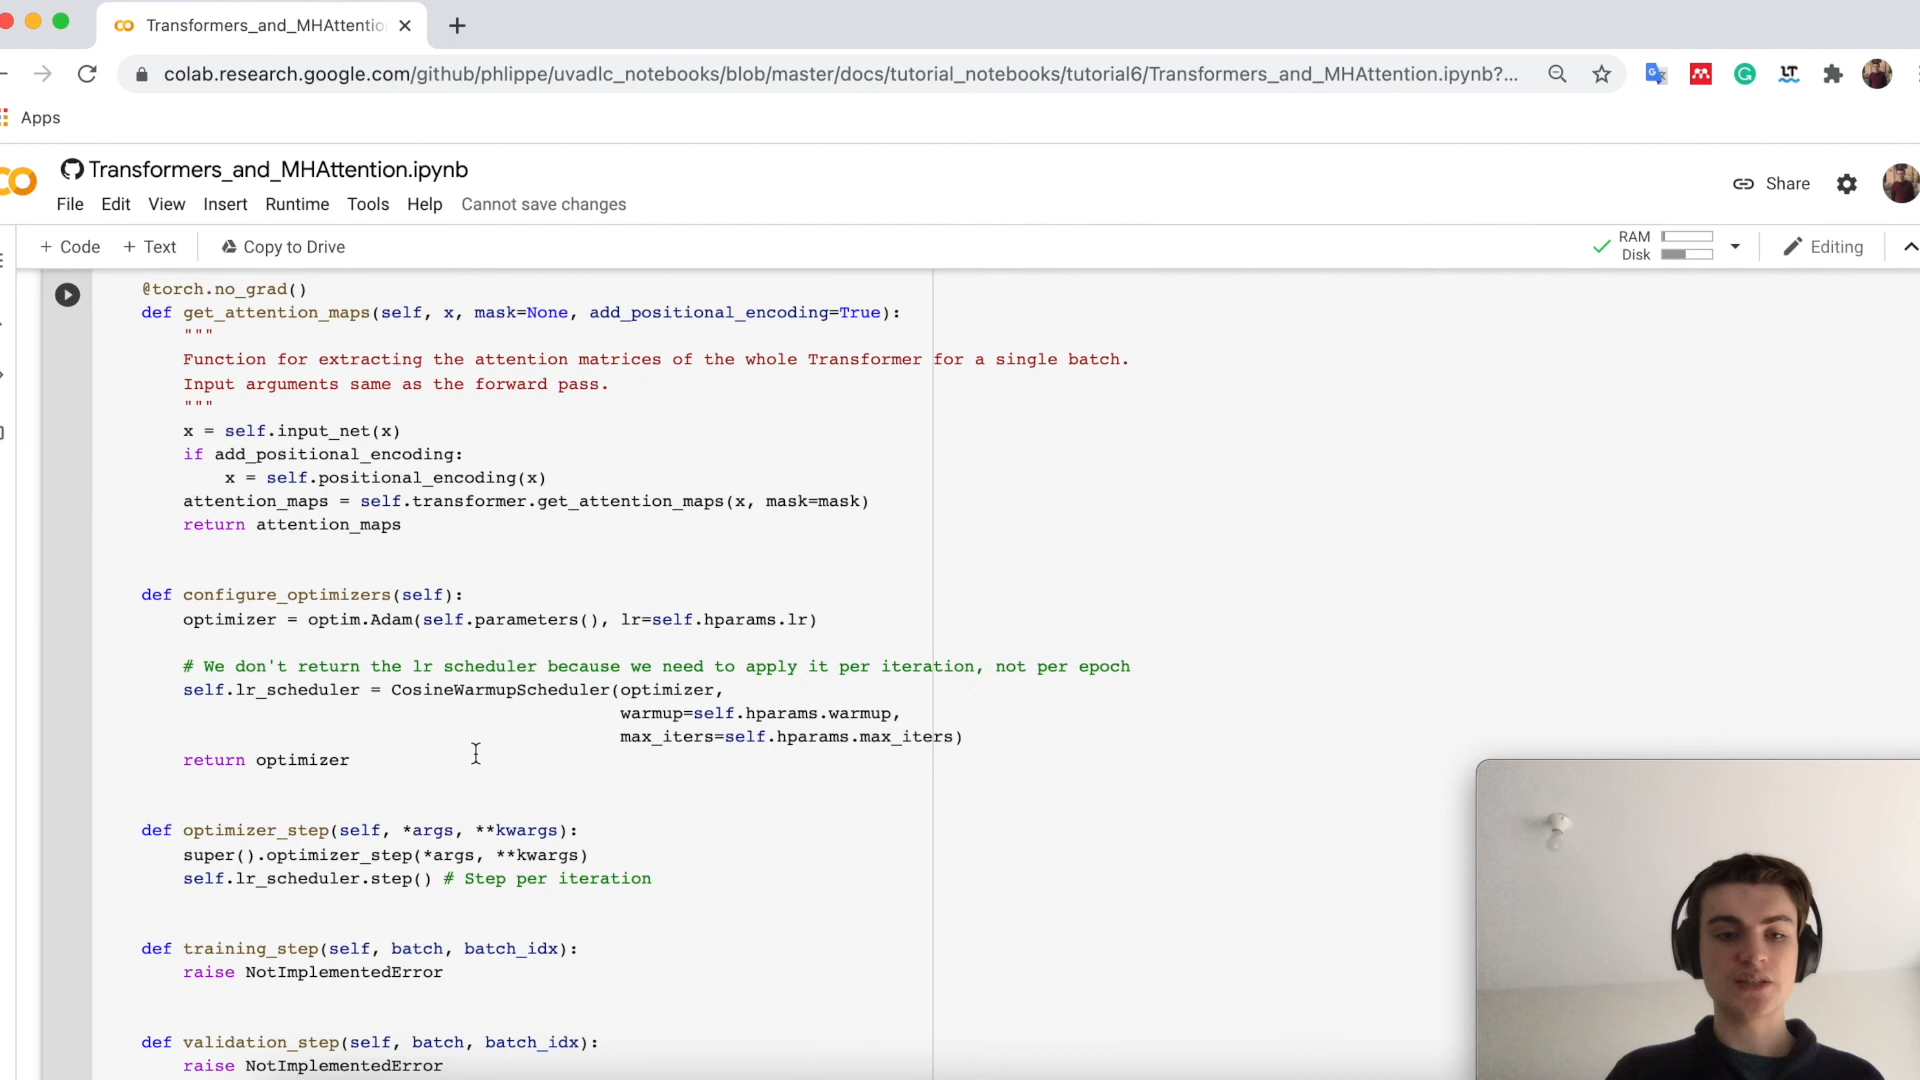 Transformers_and_MHAttentio
colab.research.google.com/github/phlippe/uvadlc_notebooks/blob/master/docs/tutorial_notebooks/tutorial6/Transformers_and_MHAttention.ipynb?...
Apps
Transformers_and_MHAttention.ipynb
Share
File Edit View Insert Runtime Tools Help Cannot save changes
+ Code + Text Copy to Drive
RAM
Disk
Editing
@torch.no_grad()
def get_attention_maps(self, x, mask=None, add_positional_encoding=True):
"""
Function for extracting the attention matrices of the whole Transformer for a single batch.
Input arguments same as the forward pass.
"""
x = self.input_net(x)
if add_positional_encoding:
x = self.positional_encoding(x)
attention_maps = self.transformer.get_attention_maps(x, mask=mask)
return attention_maps
def configure_optimizers(self):
optimizer = optim.Adam(self.parameters(), lr=self.hparams.lr)
# We don't return the lr scheduler because we need to apply it per iteration, not per epoch
self.lr_scheduler = CosineWarmupScheduler(optimizer,
warmup=self.hparams.warmup,
max_iters=self.hparams.max_iters)
return optimizer
def optimizer_step(self, *args, **kwargs):
super().optimizer_step(*args, **kwargs)
self.lr_scheduler.step() # Step per iteration
def training_step(self, batch, batch_idx):
raise NotImplementedError
def validation_step(self, batch, batch_idx):
raise NotImplementedError